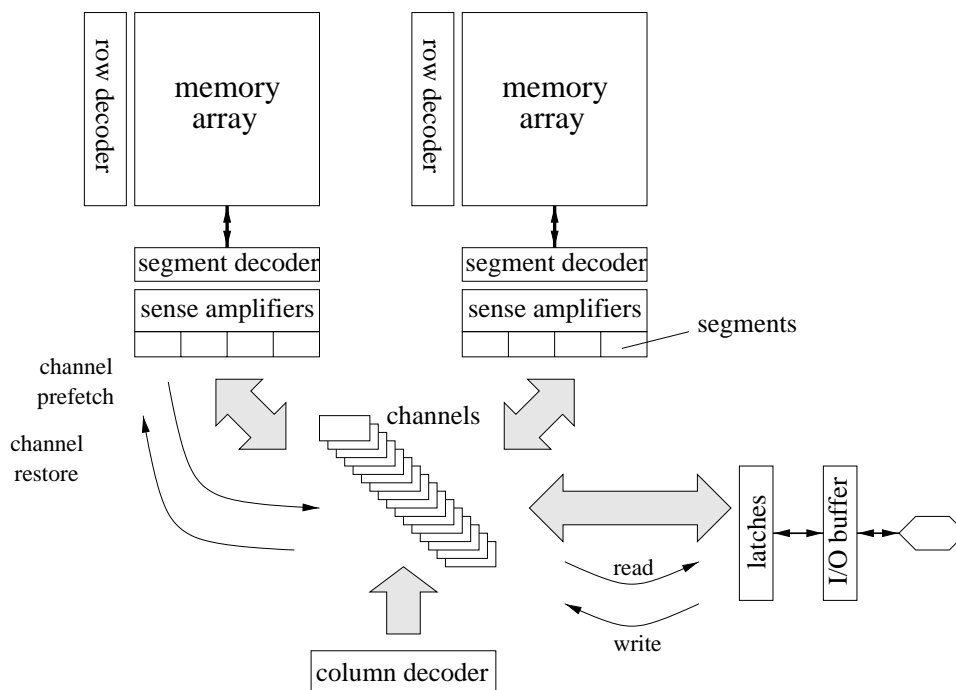 row decoder
memory
array
row decoder
memory
array
segment decoder
segment decoder
sense amplifiers
sense amplifiers
segments
channel
prefetch
channels
channel
restore
latches
I/O buffer
read
write
column decoder